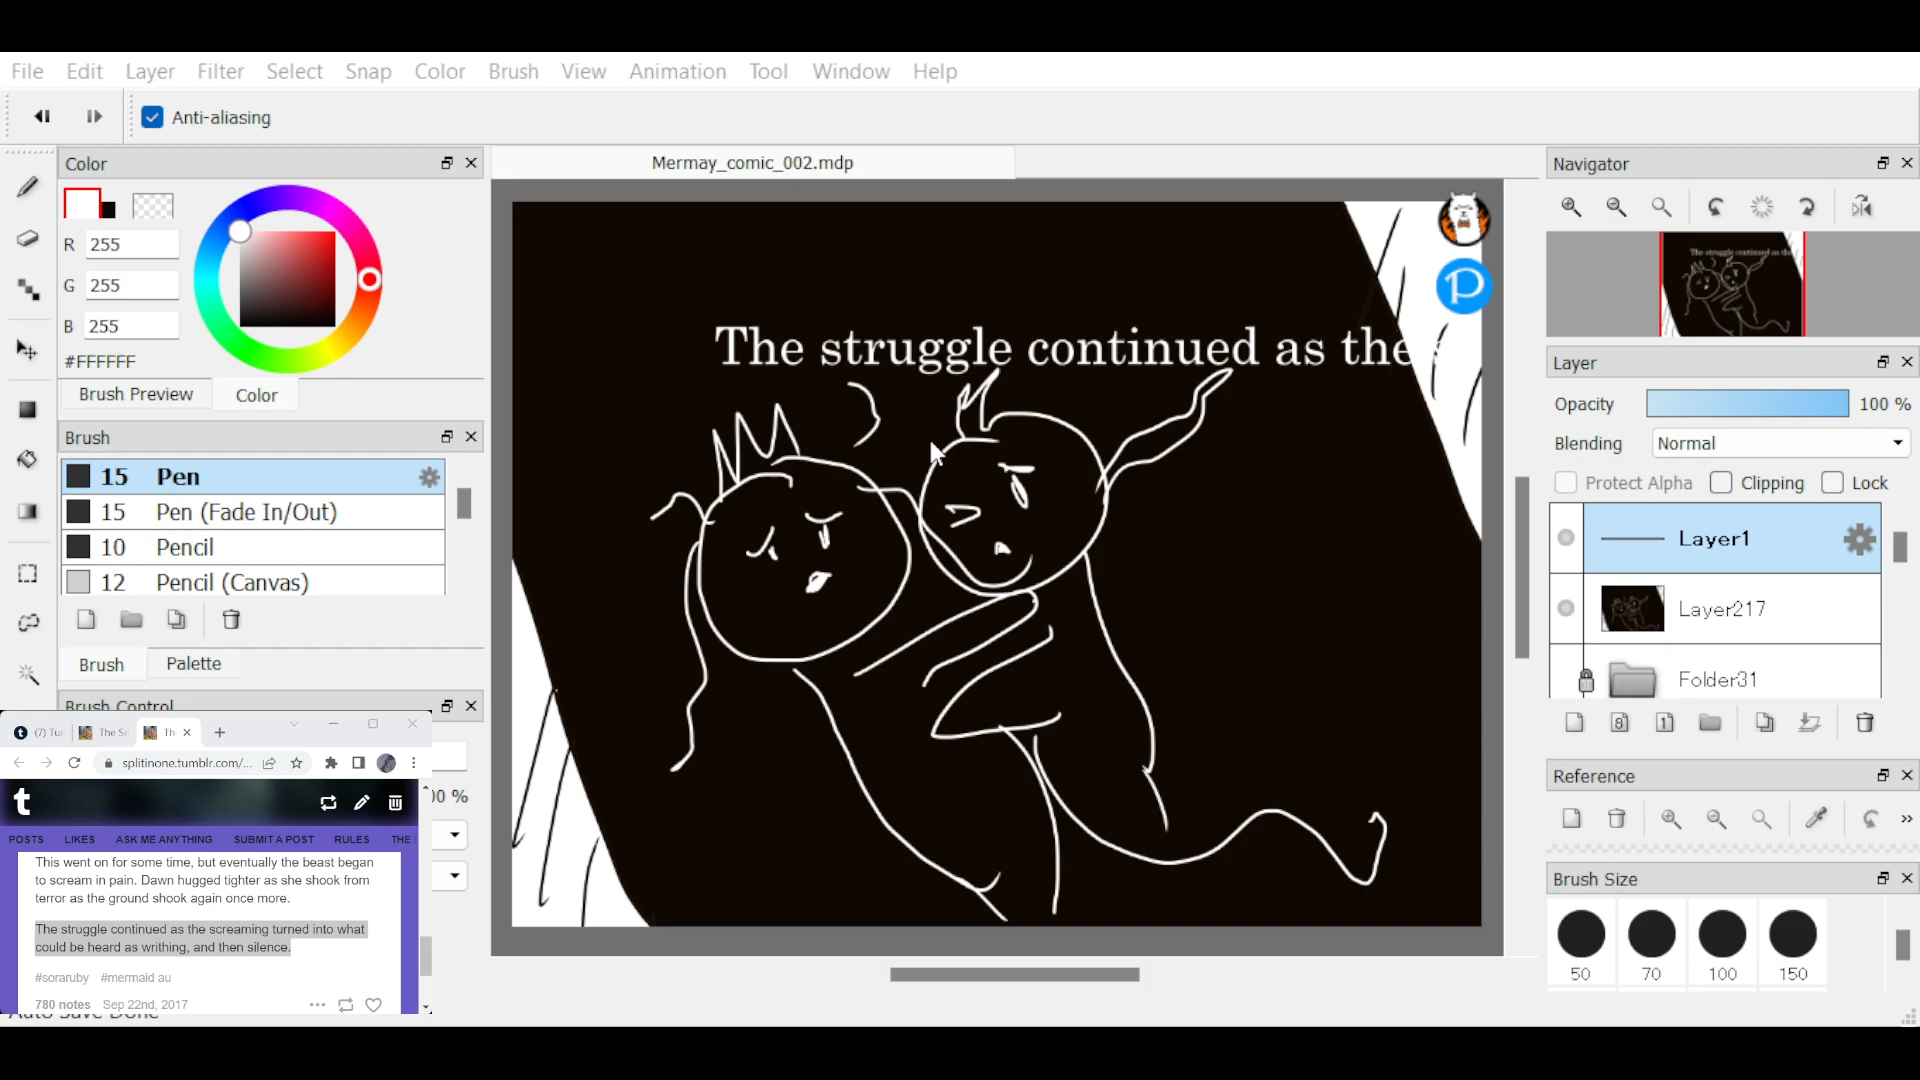 File Edit Layer Filter Select Snap Color Brush View Animation Tool Window Help
Anti-aliasing
Color
R 255
G 255
B 255
#FFFFFF
Brush Preview Color
Brush
15 Pen
15 Pen (Fade In/Out)
10 Pencil
12 Pencil (Canvas)
Brush Palette
Brush Control
00 %
Mermay_comic_002.mdp
The struggle continued as the
P
Navigator
The struggle continued as the
Layer
Opacity 100 %
Blending Normal
Protect Alpha Clipping Lock
Layer1
Layer217
Folder31
8 1
Reference
Brush Size
50 70 100 150
(7) Tu The S Th
splitinone.tumblr.com/...
t
POSTS LIKES ASK ME ANYTHING SUBMIT A POST RULES THE
This went on for some time, but eventually the beast began
to scream in pain. Dawn hugged tighter as she shook from
terror as the ground shook again once more.
The struggle continued as the screaming turned into what
could be heard as writhing, and then silence.
#soraruby #mermaid au
780 notes Sep 22nd, 2017
Auto Save Done